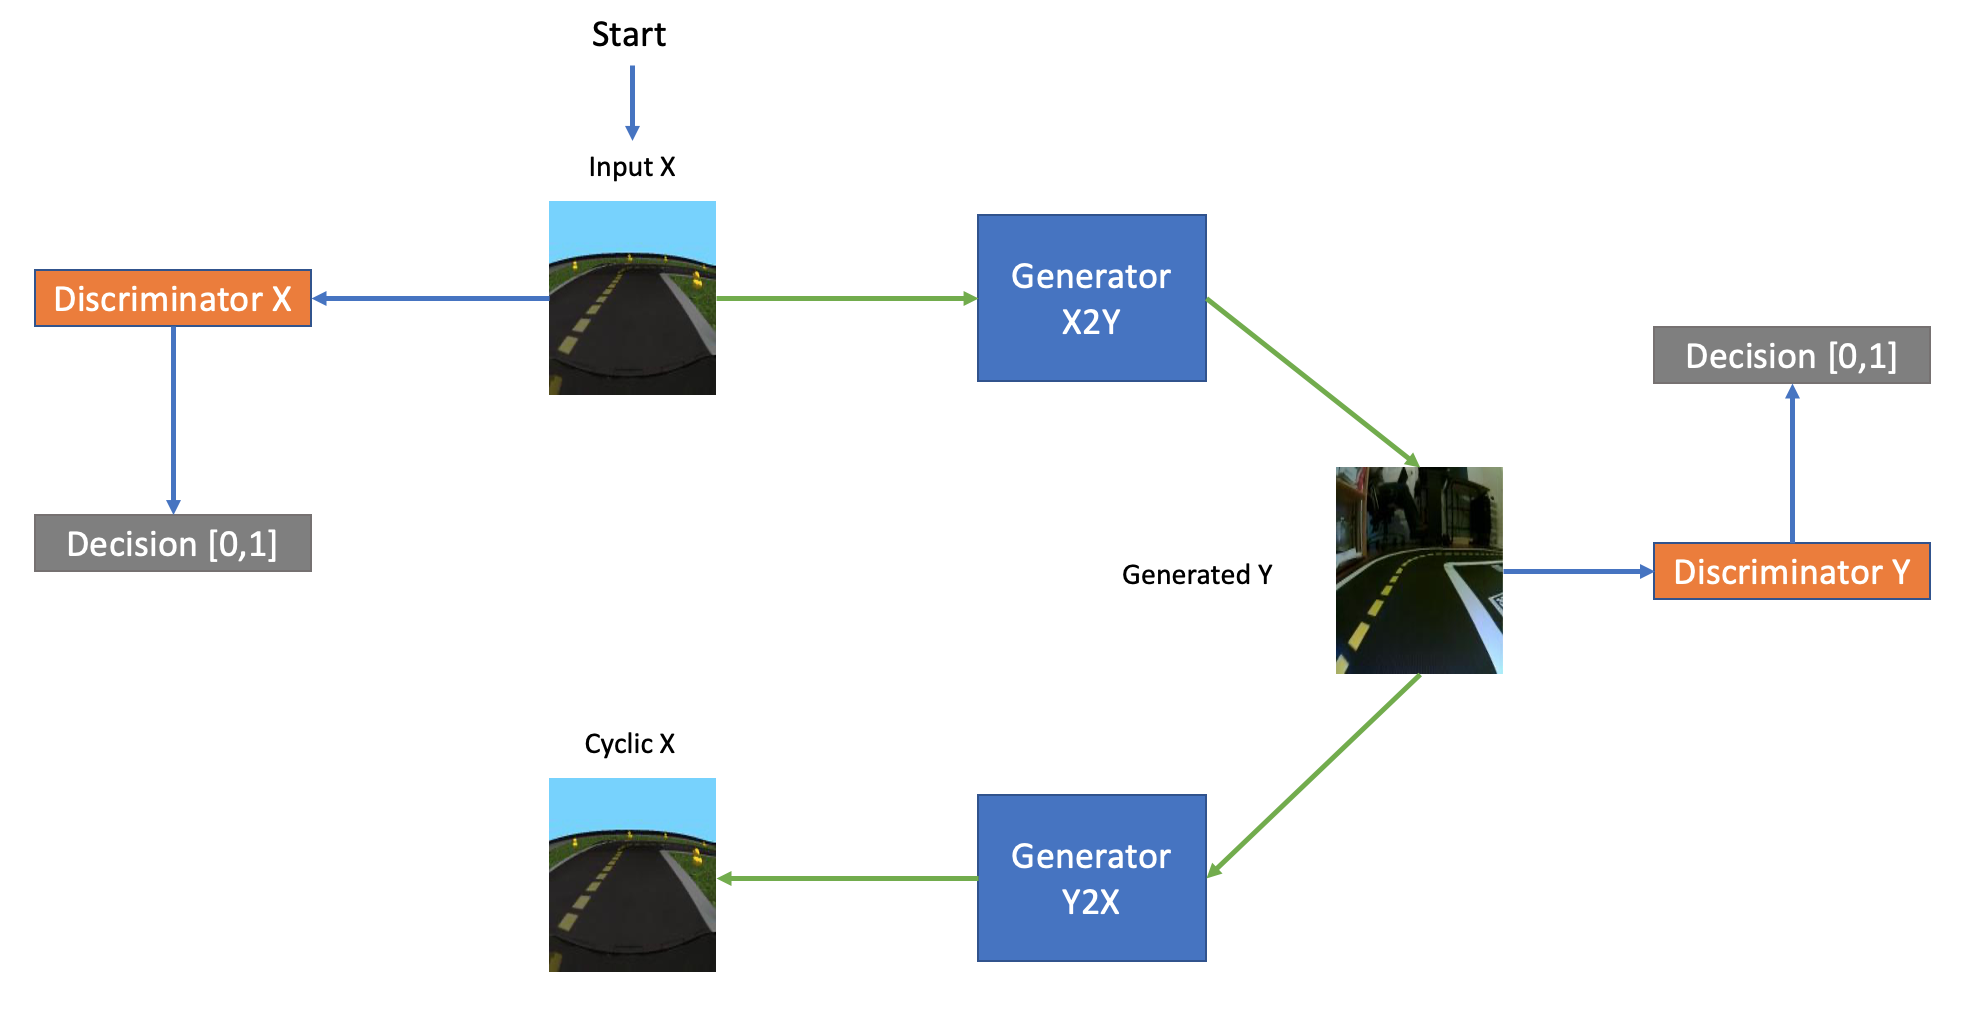 Start
Input X
Discriminator X
Generator
X2Y
Decision [0,1]
Decision [0,1]
Generated Y
Discriminator Y
Cyclic X
Generator
Y2X